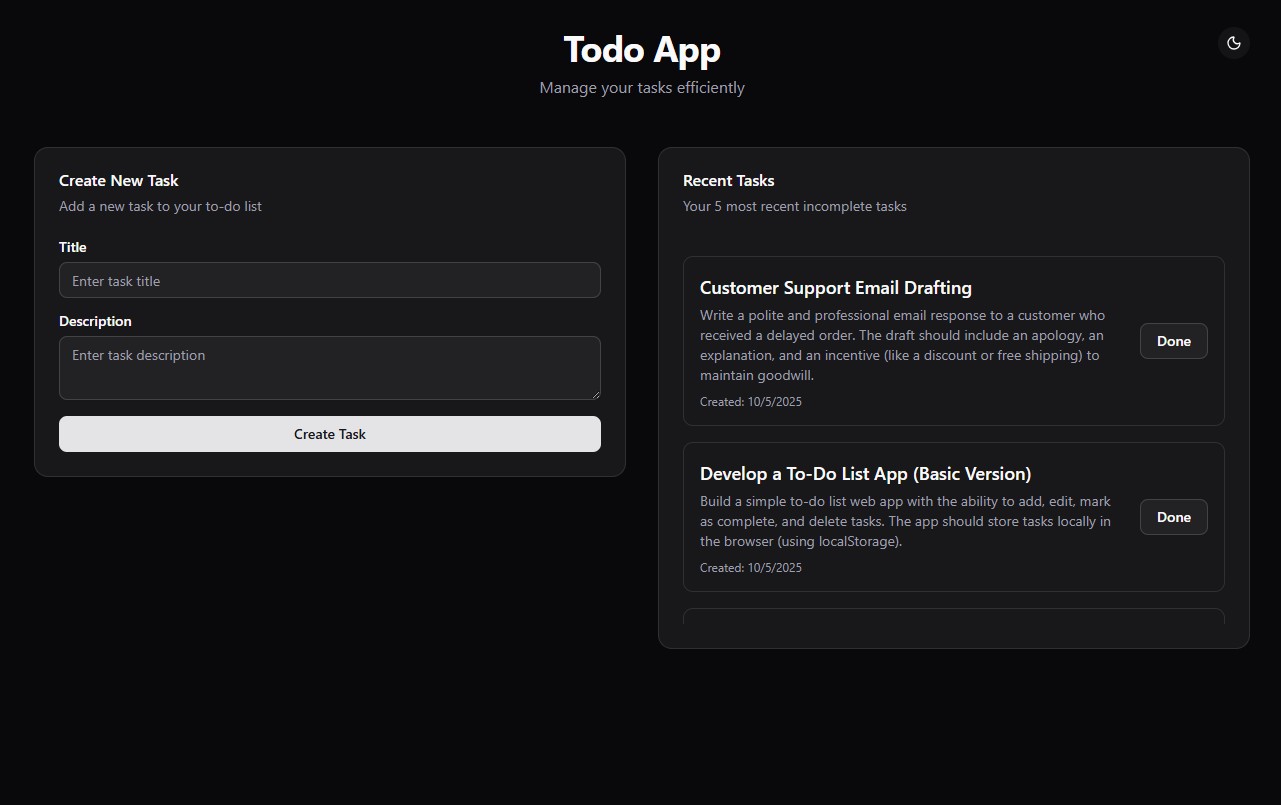 Todo App
Manage your tasks efficiently
Create New Task
Add a new task to your to-do list
Title
Enter task title
Description
Enter task description
Create Task
Recent Tasks
Your 5 most recent incomplete tasks
Customer Support Email Drafting
Write a polite and professional email response to a customer who
received a delayed order. The draft should include an apology, an
explanation, and an incentive (like a discount or free shipping) to
maintain goodwill.
Created: 10/5/2025
Done
Develop a To-Do List App (Basic Version)
Build a simple to-do list web app with the ability to add, edit, mark
as complete, and delete tasks. The app should store tasks locally in
the browser (using localStorage).
Created: 10/5/2025
Done